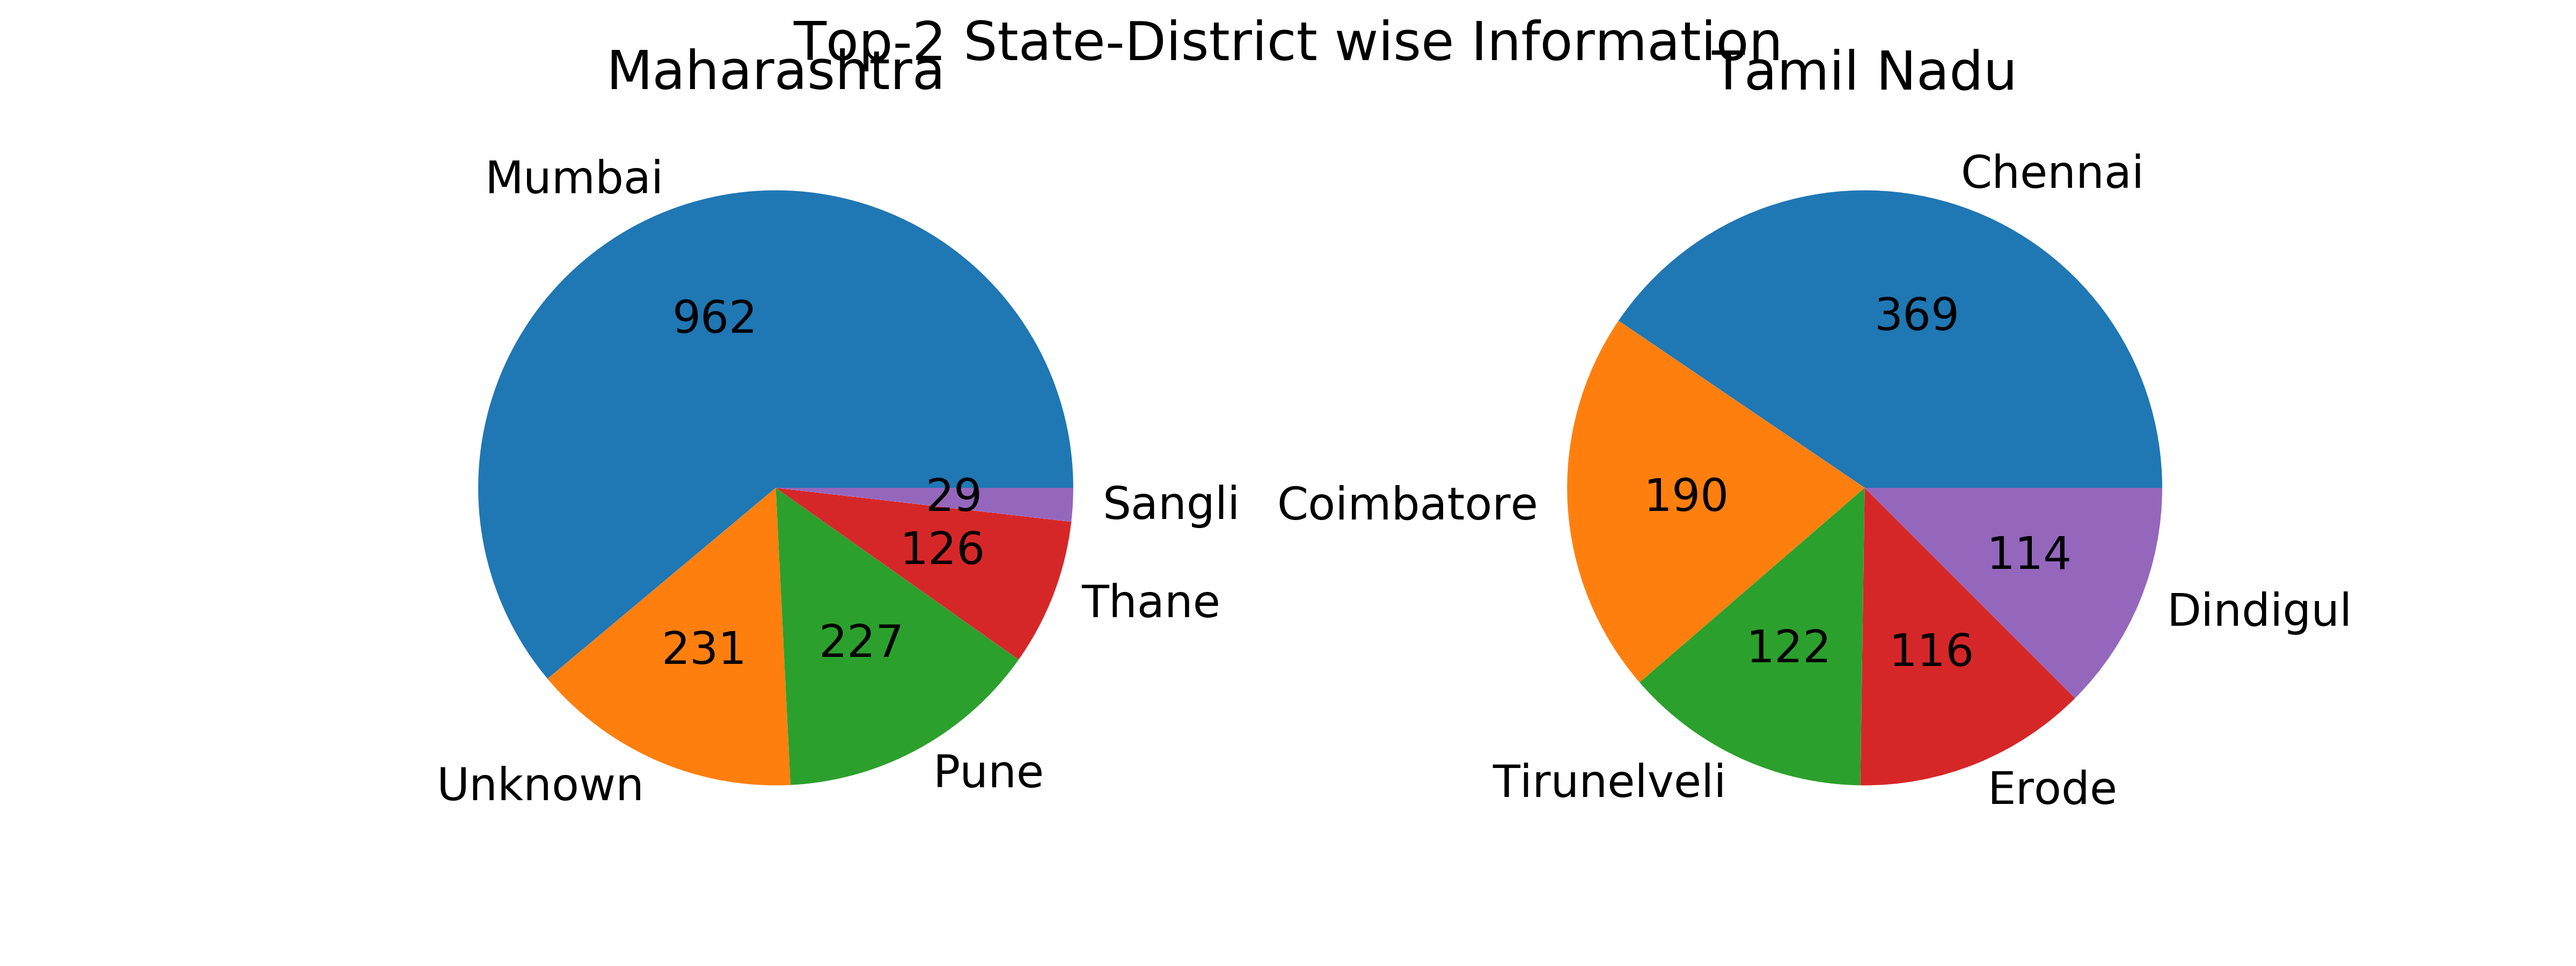 Top-2 State-District wise Information
Maharashtra
Mumbai
962
29
Sangli
126
Thane
231
227
Unknown
Pune
Tamil Nadu
Chennai
369
Coimbatore
190
114
Dindigul
122
116
Tirunelveli
Erode